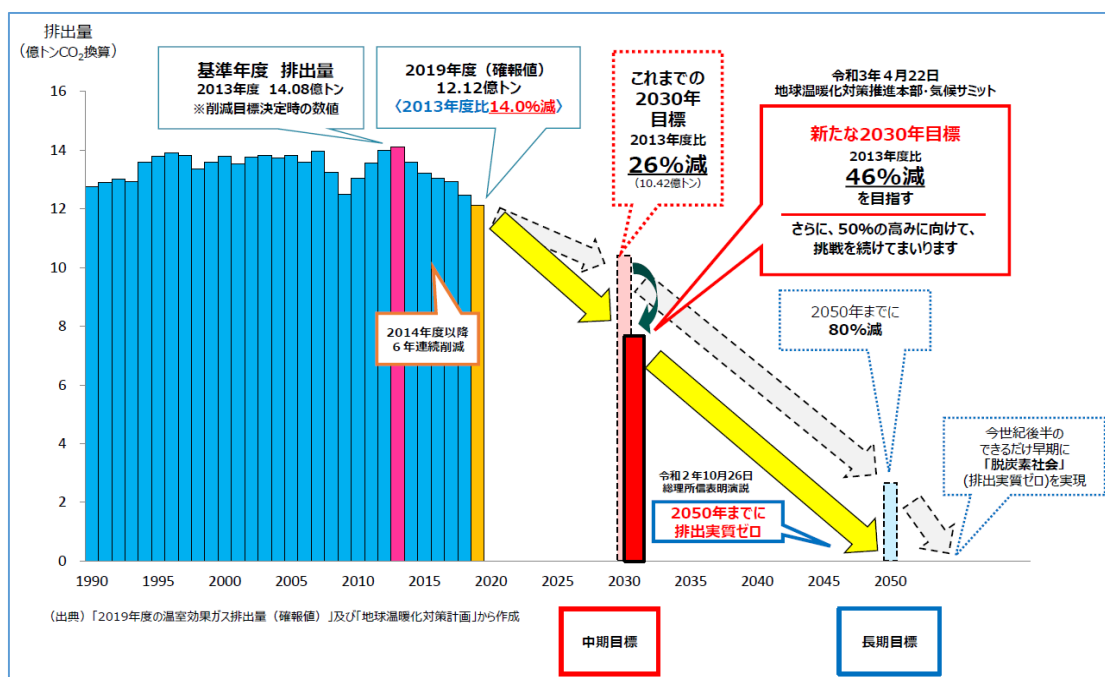 排出量
（億トンCO₂換算）
基準年度 排出量
2013年度 14.08億トン
※削減目標決定時の数値
2019年度（確報値）
12.12億トン
〈2013年度比14.0%減〉
これまでの
2030年
目標
2013年度比
26%減
(10.42億トン)
令和3年４月22日
地球温暖化対策推進本部・気候サミット
新たな2030年目標
2013年度比
46%減
を目指す
さらに、50%の高みに向けて、
挑戦を続けてまいります
2014年度以降
６年連続削減
2050年までに
80%減
今世紀後半の
できるだけ早期に
「脱炭素社会」
(排出実質ゼロ)を実現
令和２年10月26日
総理所信表明演説
2050年までに
排出実質ゼロ
16
14
12
10
8
6
4
2
0
1990 1995 2000 2005 2010 2015 2020 2025 2030 2035 2040 2045 2050
（出典）「2019年度の温室効果ガス排出量（確報値）」及び「地球温暖化対策計画」から作成
中期目標
長期目標